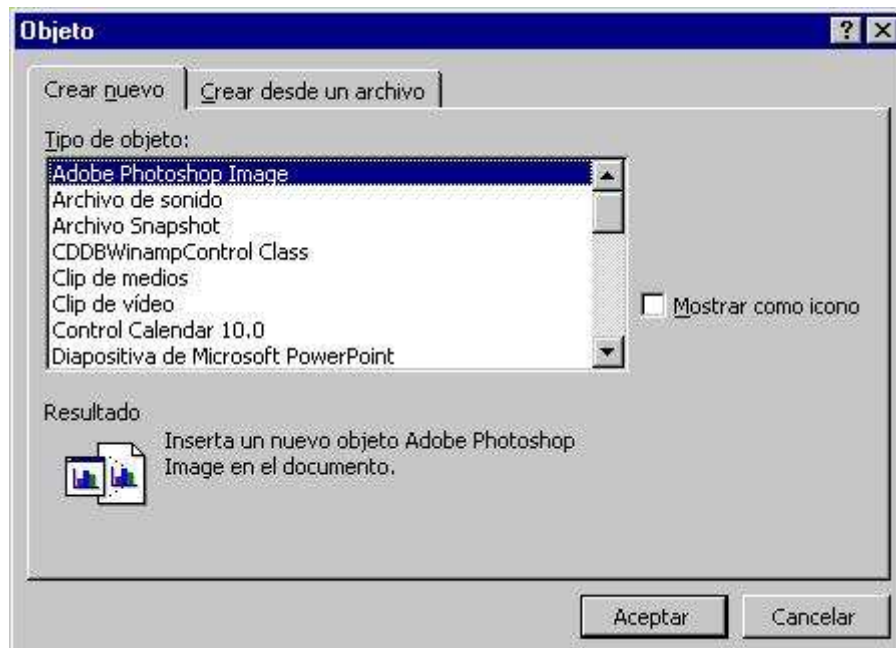 Objeto
Crear nuevo
Crear desde un archivo
Tipo de objeto:
Adobe Photoshop Image
Archivo de sonido
Archivo Snapshot
CDDBWinampControl Class
Clip de medios
Clip de vídeo
Control Calendar 10.0
Diapositiva de Microsoft PowerPoint
Mostrar como icono
Resultado
Inserta un nuevo objeto Adobe Photoshop
Image en el documento.
Aceptar
Cancelar